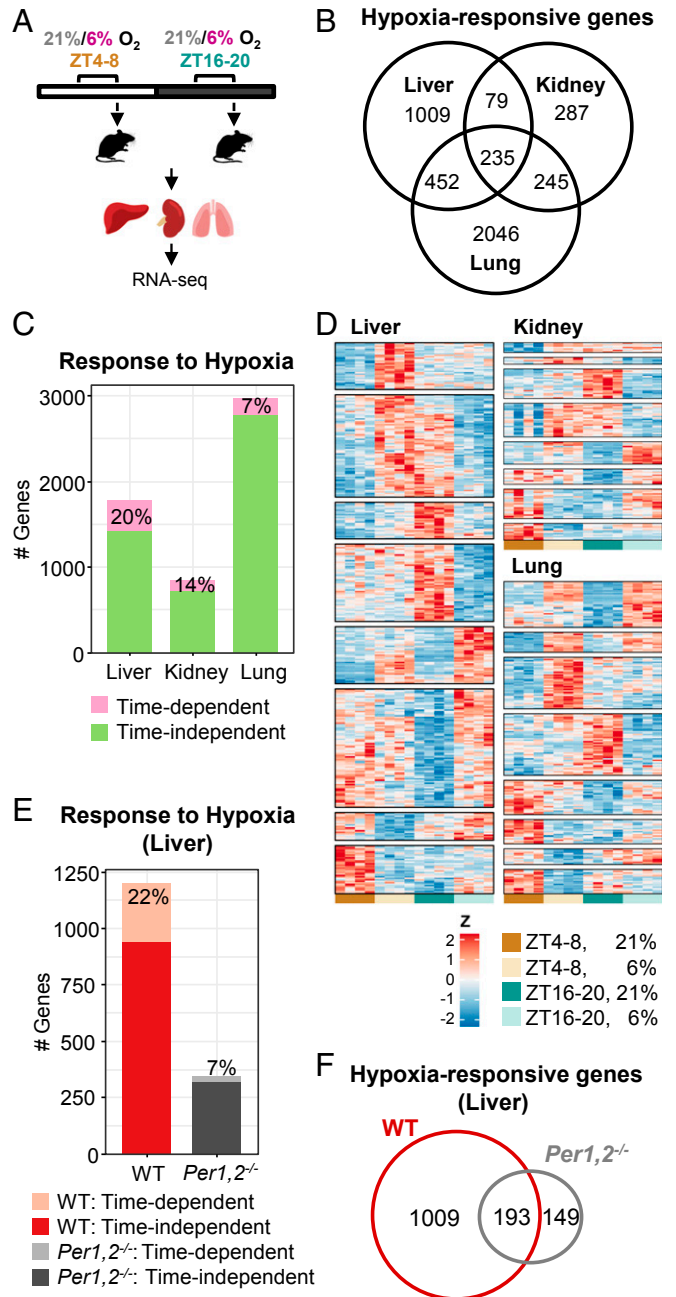 A
21%/6% O2 21%/6% O2
ZT4-8 ZT16-20
RNA-seq
B
Hypoxia-responsive genes
Liver
1009
79
Kidney
287
235
452
245
2046
Lung
C
Response to Hypoxia
# Genes
3000
2000
1000
0
20%
14%
7%
Liver Kidney Lung
Time-dependent
Time-independent
D
Liver
Kidney
Lung
Z
2
1
0
-1
-2
ZT4-8, 21%
ZT4-8, 6%
ZT16-20, 21%
ZT16-20, 6%
E
Response to Hypoxia
(Liver)
# Genes
1250
1000
750
500
250
0
22%
7%
WT Per1,2-/-
WT: Time-dependent
WT: Time-independent
Per1,2-/-: Time-dependent
Per1,2-/-: Time-independent
F
Hypoxia-responsive genes
(Liver)
WT
Per1,2-/-
1009 193 149